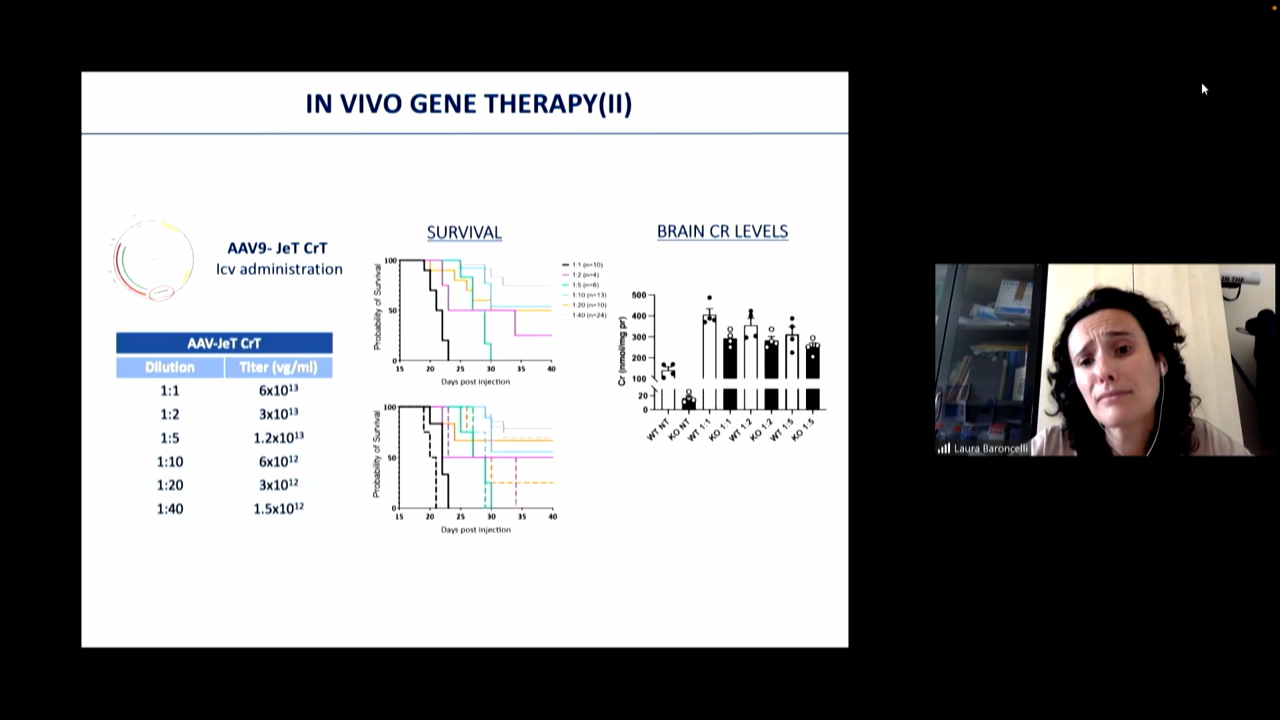 IN VIVO GENE THERAPY(II)
AAV9- JeT CrT
Icv administration
AAV-JeT CrT
Dilution Titer (vg/ml)
1:1 6x10¹³
1:2 3x10¹³
1:5 1.2x10¹³
1:10 6x10¹²
1:20 3x10¹²
1:40 1.5x10¹²
SURVIVAL
Probability of Survival
100
50
0
15 20 25 30 35 40
Days post injection
1:1 (n=10)
1:2 (n=4)
1:5 (n=6)
1:10 (n=13)
1:20 (n=10)
1:40 (n=24)
Probability of Survival
100
50
0
15 20 25 30 35 40
Days post injection
BRAIN CR LEVELS
Cr (nmol/mg pr)
500
400
300
200
100
20
0
WT NT KO NT WT 1:1 KO 1:1 WT 1:2 KO 1:2 WT 1:5 KO 1:5
IN THE
Laura Baroncelli